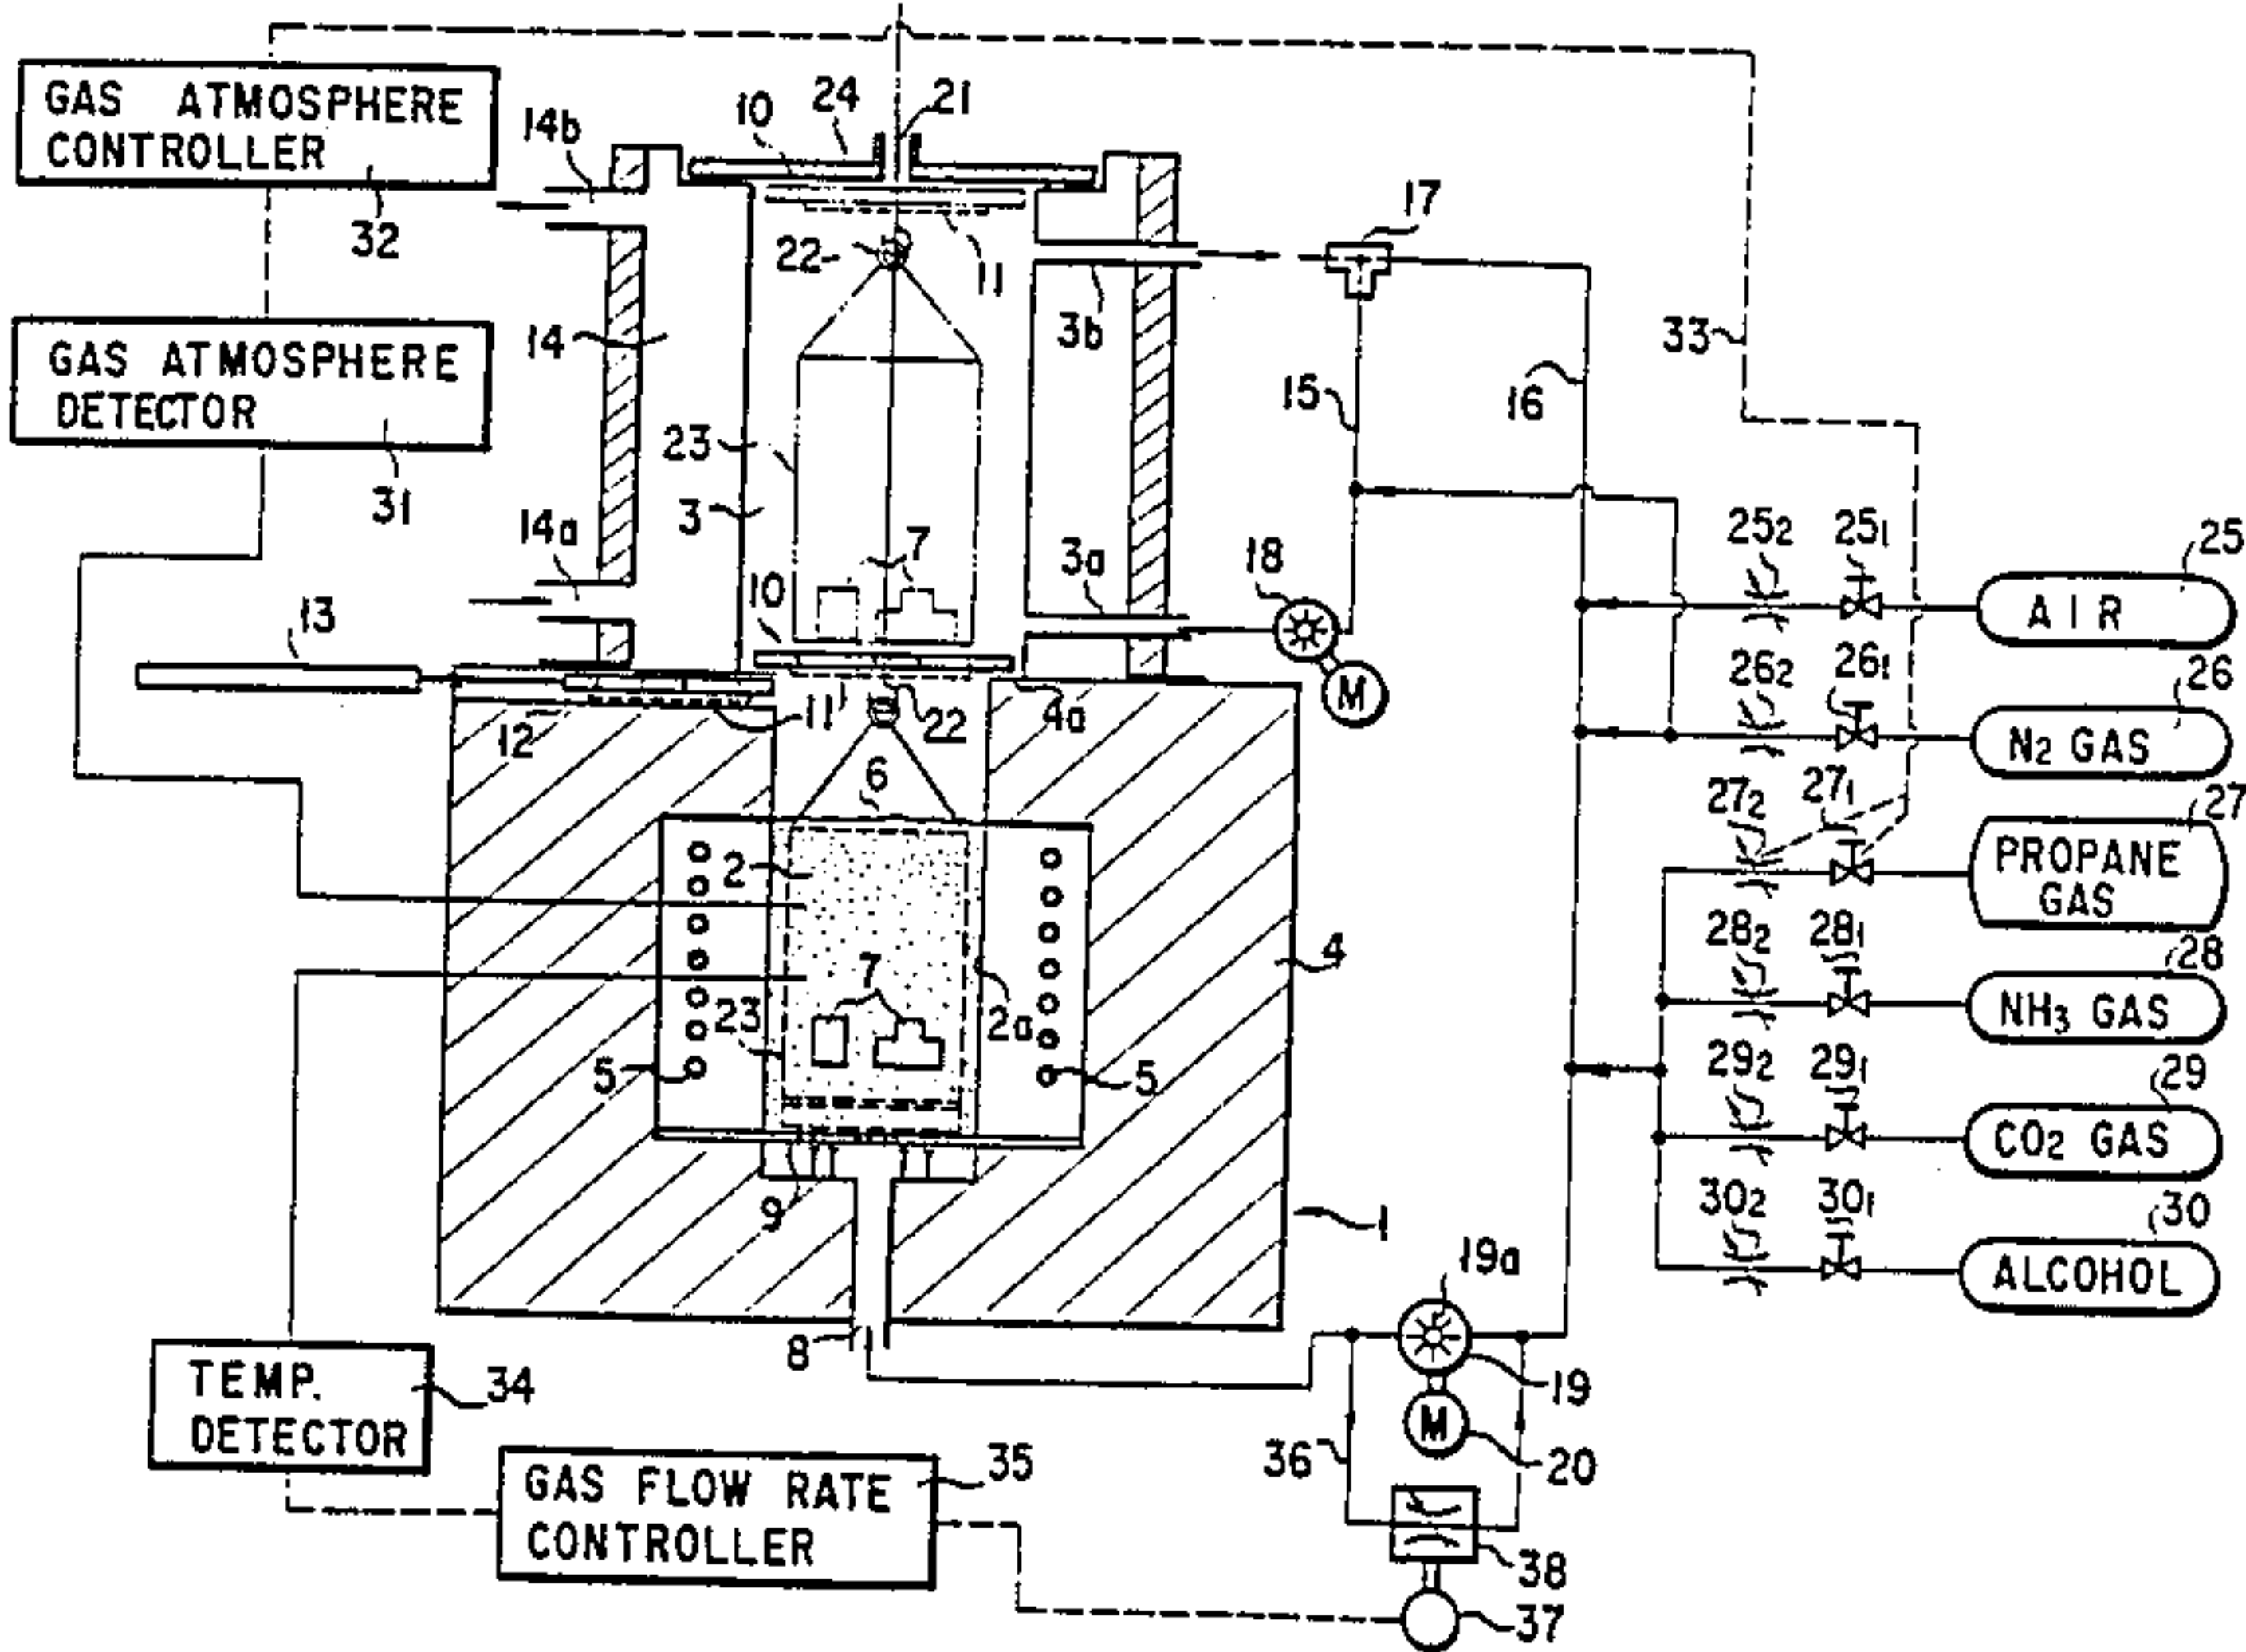 21
24
10
14b
GAS ATMOSPHERE
CONTROLLER
32
17
22
11
3b
33
14
GAS ATMOSPHERE
DETECTOR
31
15
16
23
3
14a
7
3a
18
25₂
25₁
25
AIR
13
10
M
26₂
26₁
26
N₂ GAS
12
11
22
4a
6
27₂
27₁
27
PROPANE
GAS
2
28₂
28₁
28
NH₃ GAS
4
7
23
2a
5
5
29₂
29₁
29
CO₂ GAS
9
1
30₂
30₁
30
ALCOHOL
19a
8
19
TEMP.
DETECTOR
34
M
20
36
GAS FLOW RATE
CONTROLLER
35
38
37